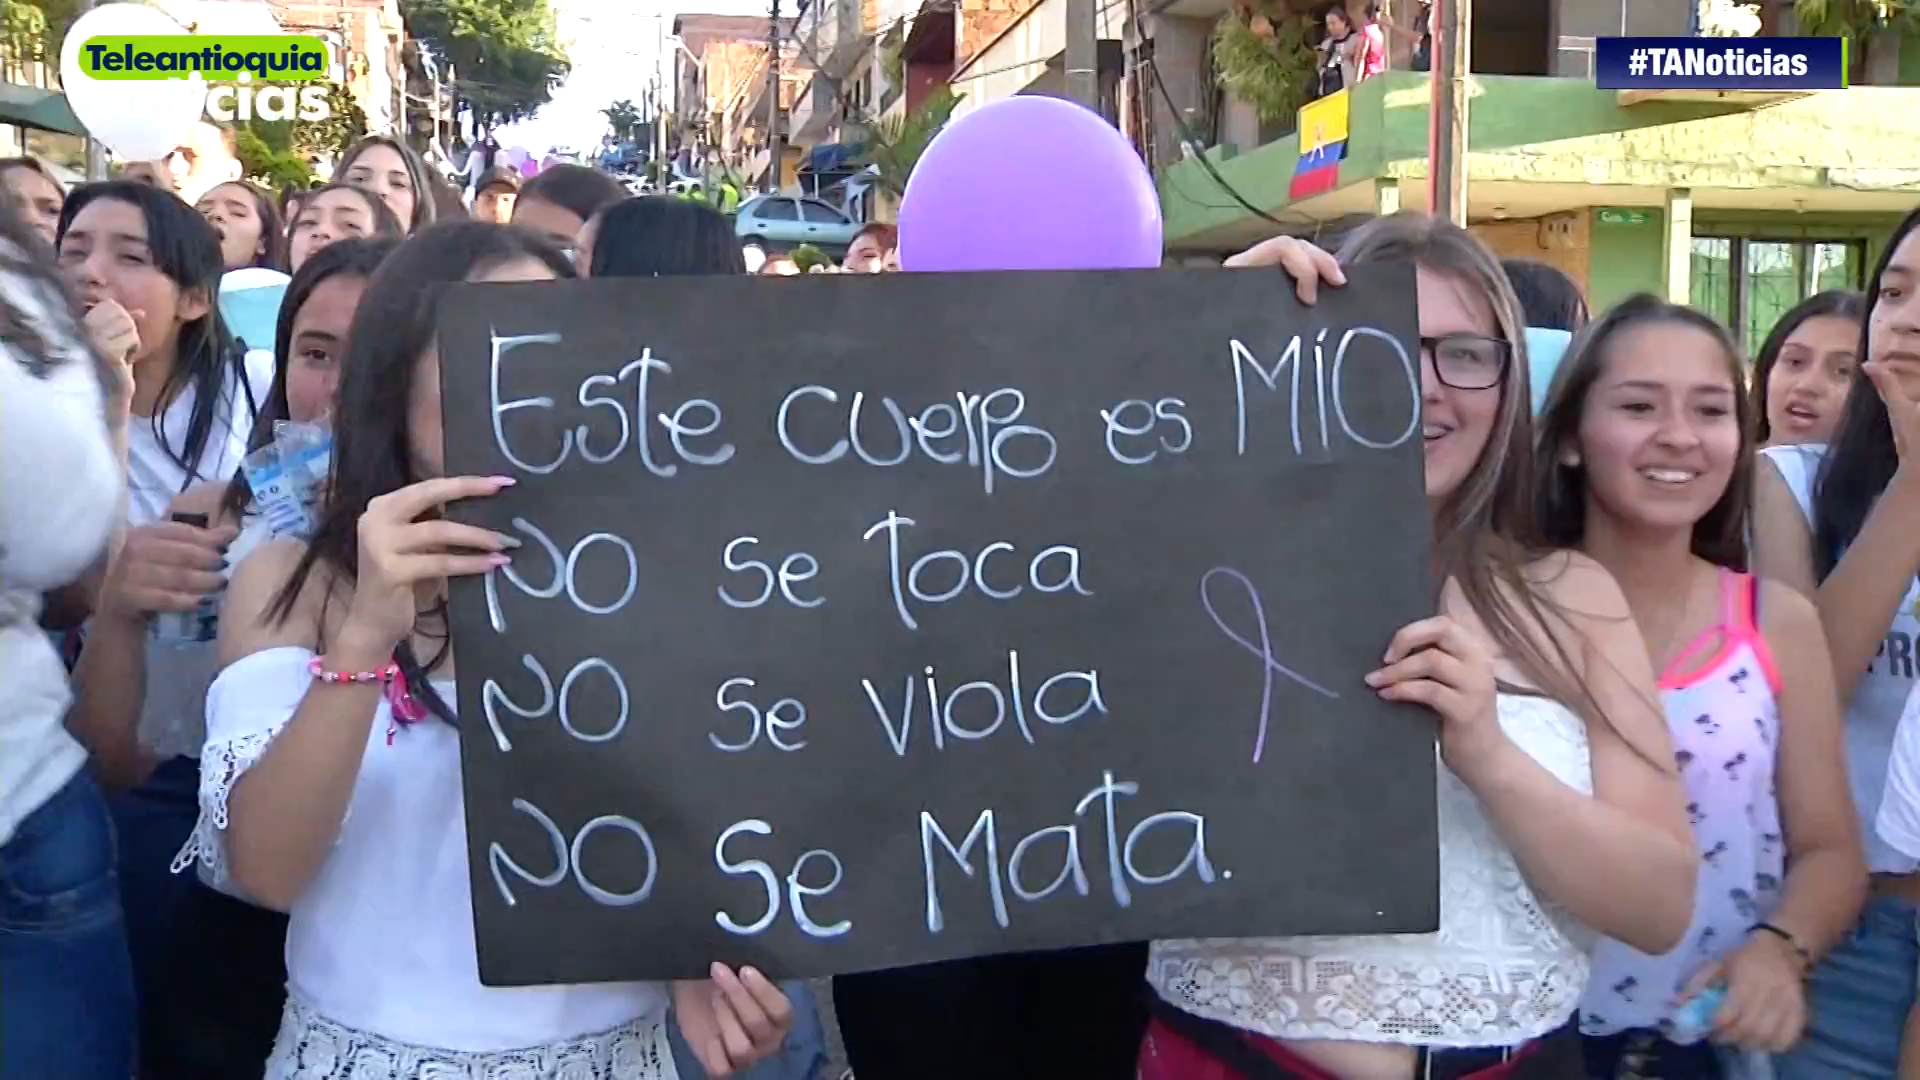 Teleantioquia
#TANoticias
Este cuerpo es MÍO
NO se toca
NO se viola
NO se Mata.